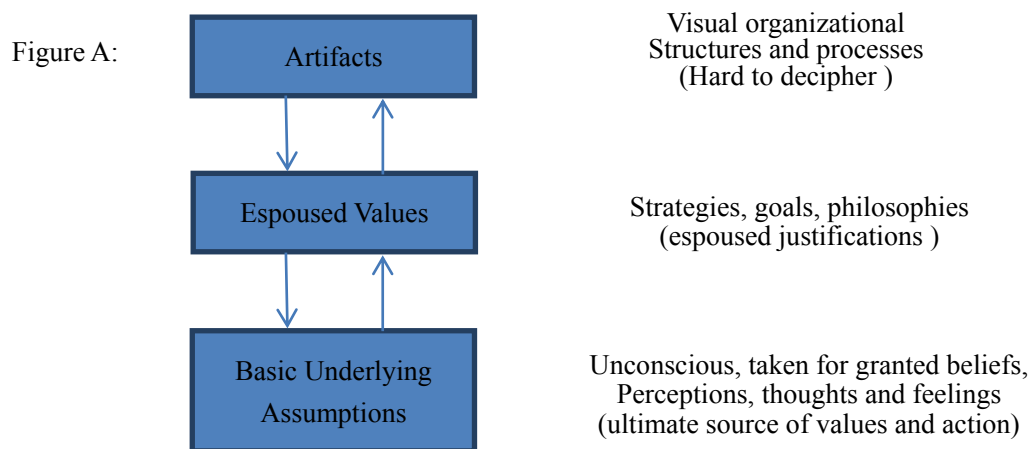 Figure A:
Artifacts
Visual organizational
Structures and processes
(Hard to decipher )
Espoused Values
Strategies, goals, philosophies
(espoused justifications )
Basic Underlying
Assumptions
Unconscious, taken for granted beliefs,
Perceptions, thoughts and feelings
(ultimate source of values and action)